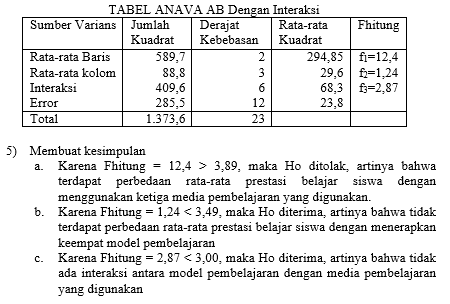 TABEL ANAVA AB Dengan Interaksi
Sumber Varians Jumlah Kuadrat Derajat Kebebasan Rata-rata Kuadrat Fhitung
Rata-rata Baris 589,7 2 294,85 f1=12,4
Rata-rata kolom 88,8 3 29,6 f2=1,24
Interaksi 409,6 6 68,3 f3=2,87
Error 285,5 12 23,8
Total 1.373,6 23
5) Membuat kesimpulan
a. Karena Fhitung = 12,4 > 3,89, maka Ho ditolak, artinya bahwa
terdapat perbedaan rata-rata prestasi belajar siswa dengan
menggunakan ketiga media pembelajaran yang digunakan.
b. Karena Fhitung = 1,24 < 3,49, maka Ho diterima, artinya bahwa tidak
terdapat perbedaan rata-rata prestasi belajar siswa dengan menerapkan
keempat model pembelajaran
c. Karena Fhitung = 2,87 < 3,00, maka Ho diterima, artinya bahwa tidak
ada interaksi antara model pembelajaran dengan media pembelajaran
yang digunakan